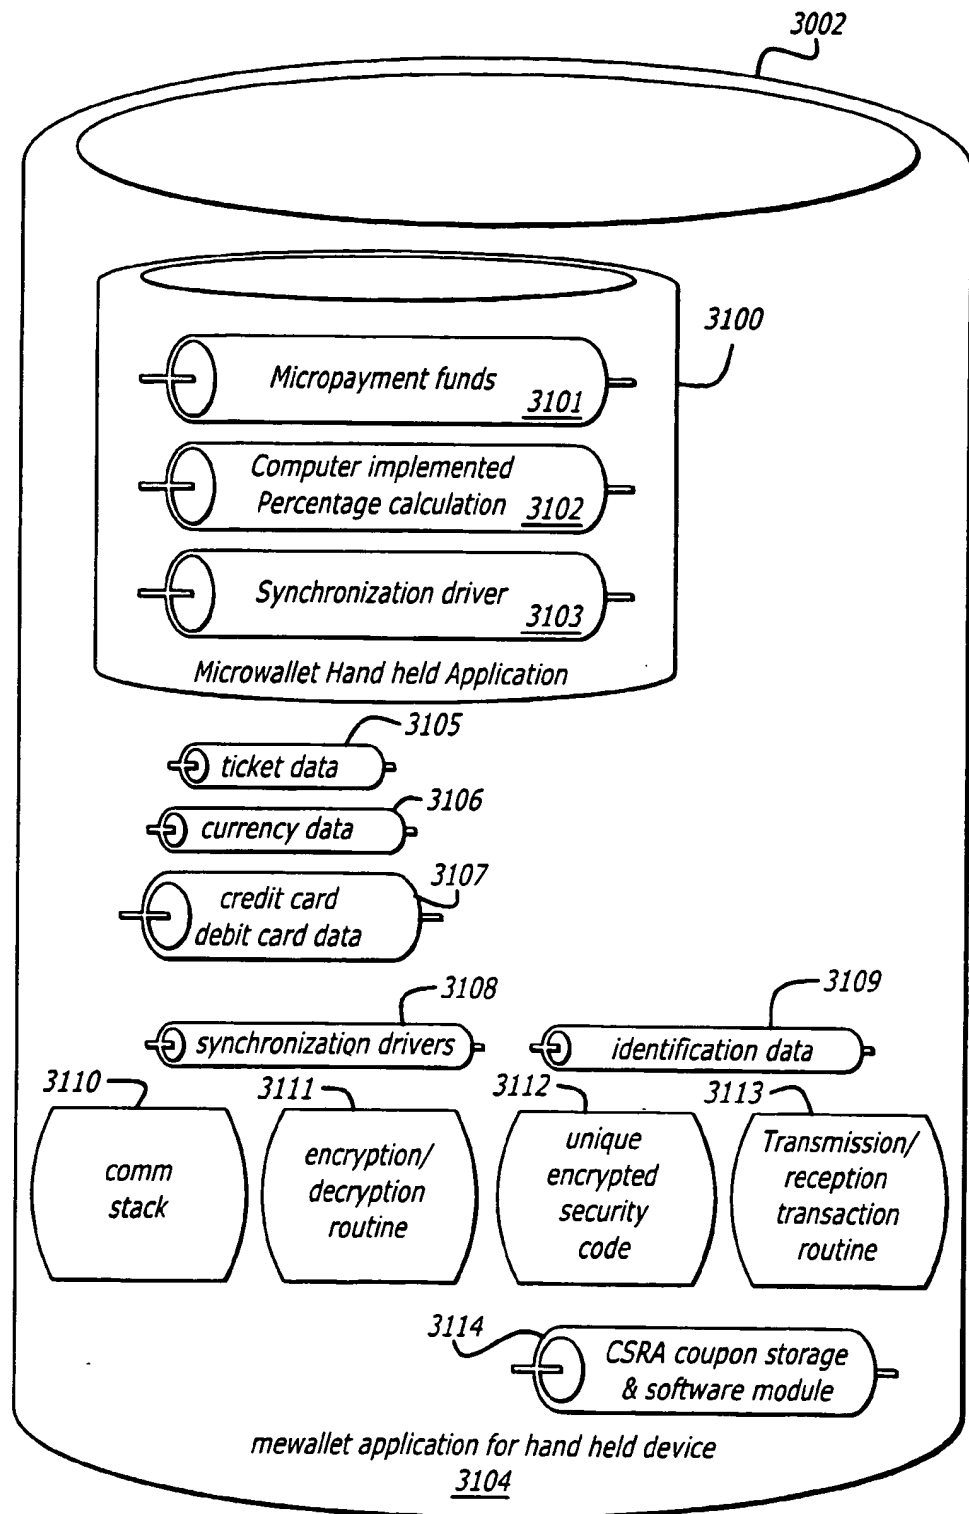 3002
3100
Micropayment funds
3101
Computer implemented
Percentage calculation 3102
Synchronization driver
3103
Microwallet Hand held Application
3105
ticket data
3106
currency data
3107
credit card
debit card data
3108
3109
synchronization drivers
identification data
3110
3111
3112
3113
comm
stack
encryption/
decryption
routine
unique
encrypted
security
code
Transmission/
reception
transaction
routine
3114
CSRA coupon storage
& software module
mewallet application for hand held device
3104